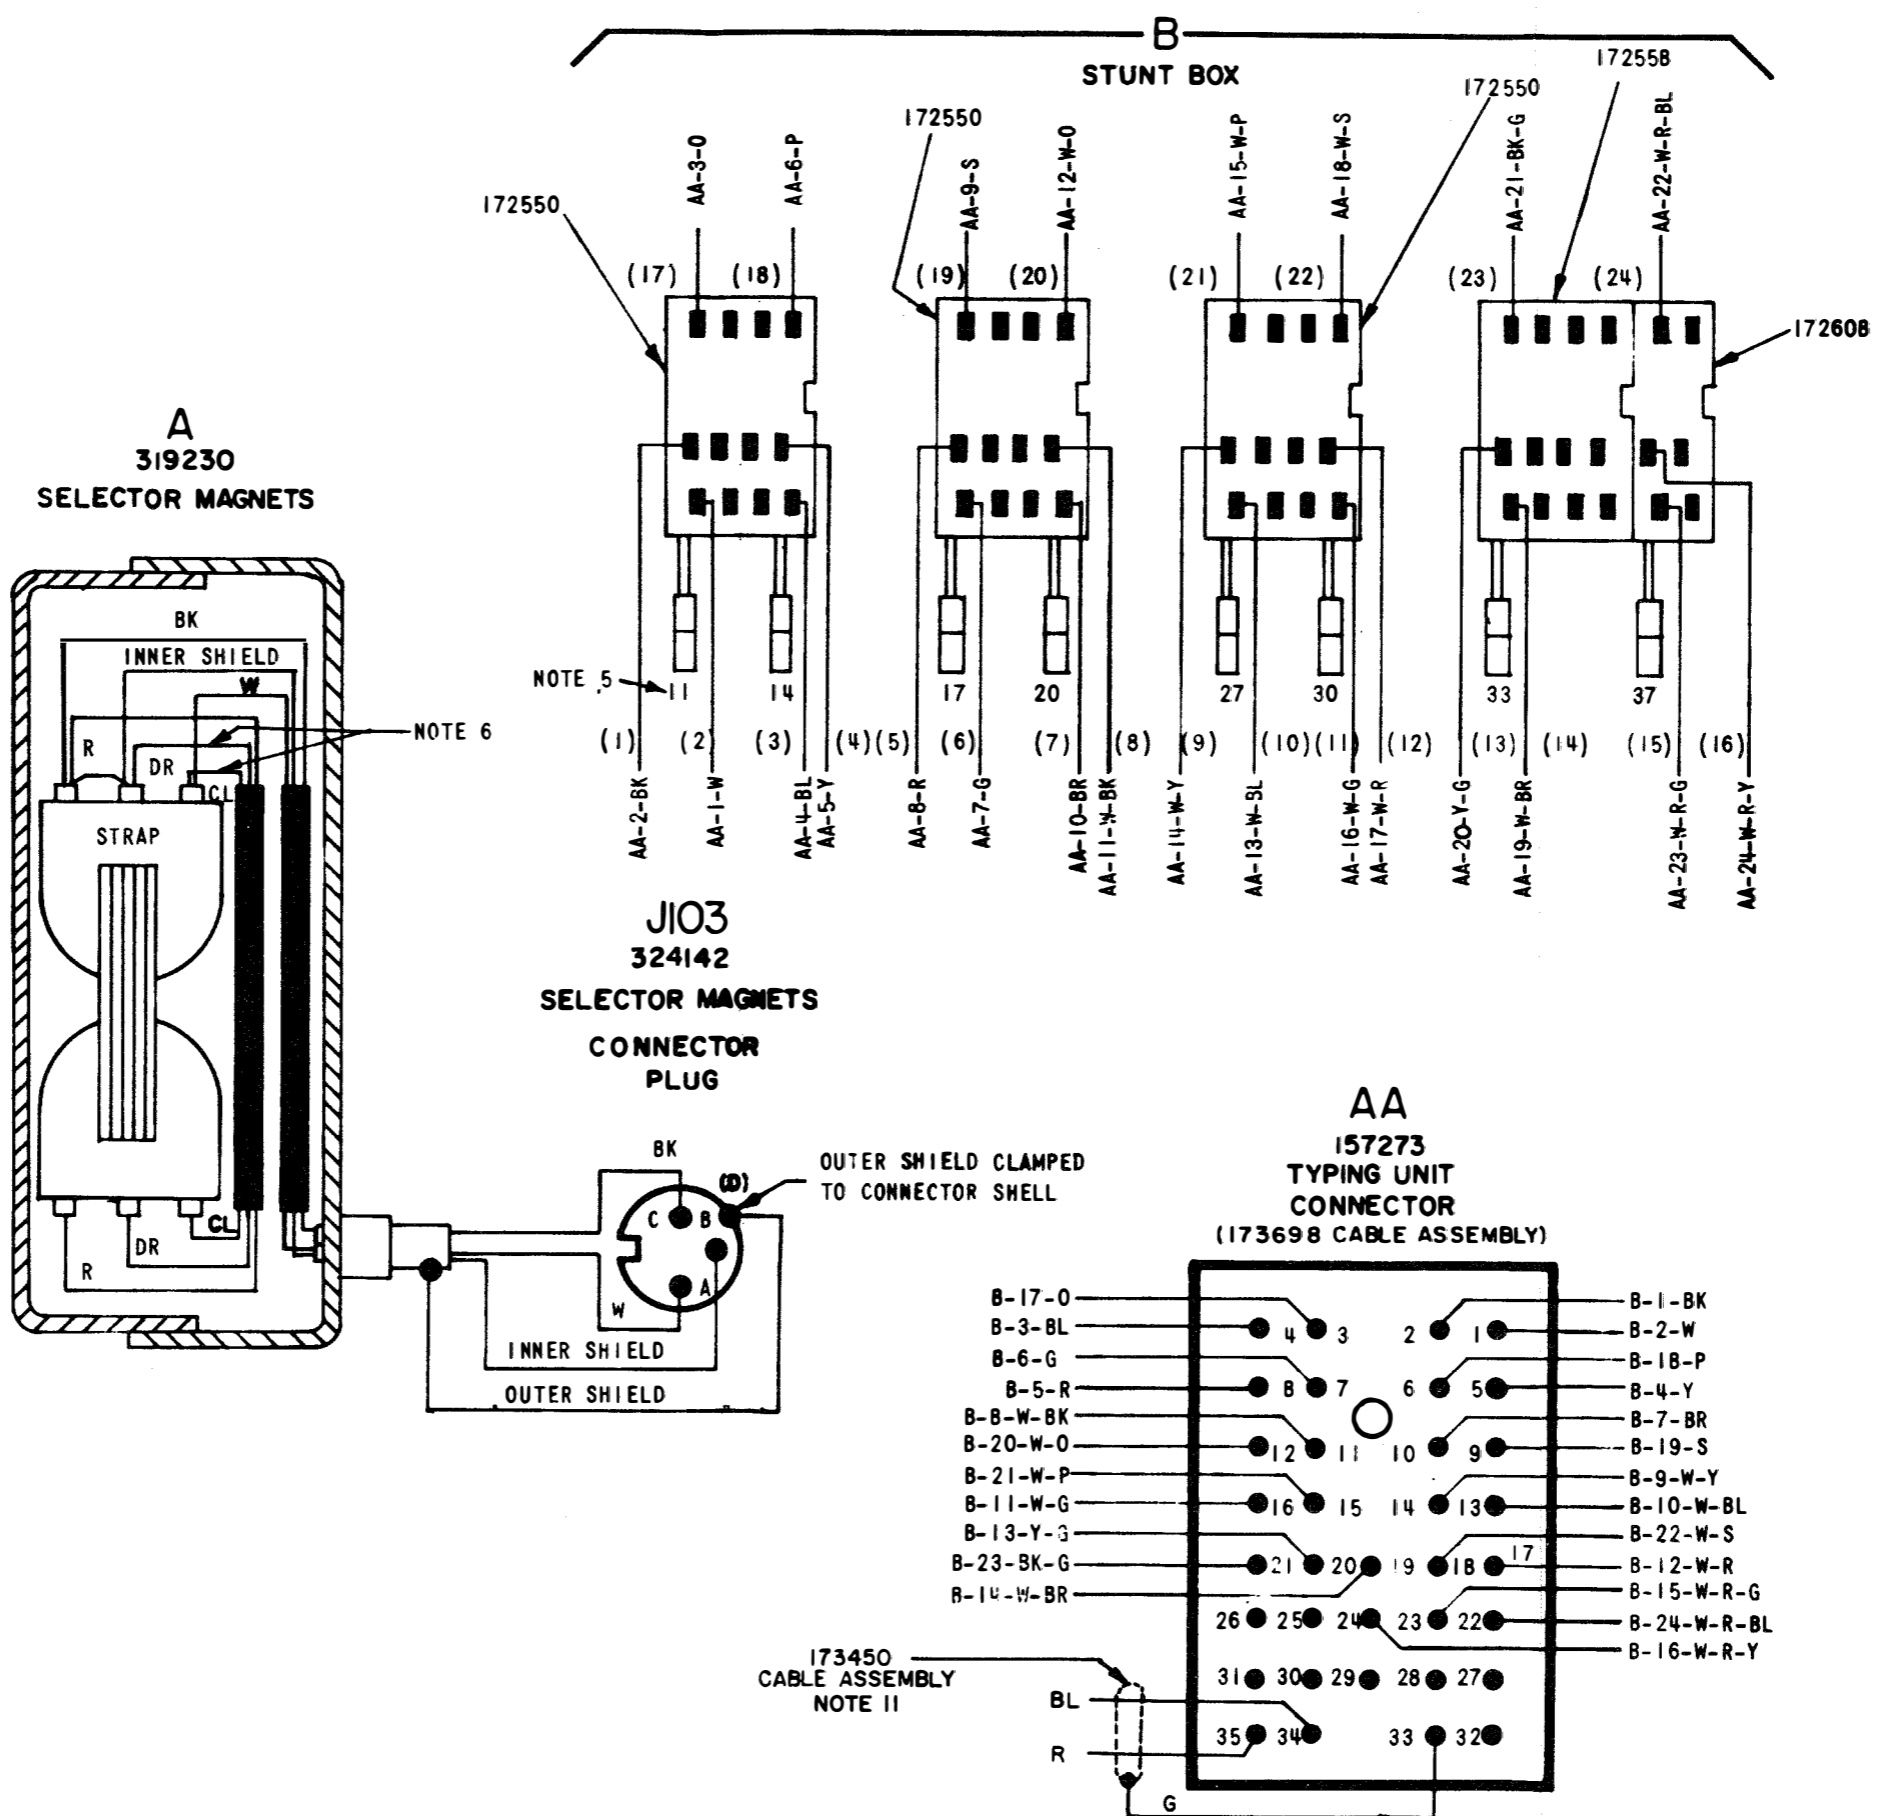 B
STUNT BOX
172550
AA-3-O
AA-6-P
172550
AA-9-S
AA-12-W-O
AA-15-W-P
AA-18-W-S
172550
17255B
AA-21-BK-G
AA-22-W-R-BL
17260B
(17) (18) (19) (20) (21) (22) (23) (24)
NOTE 5
11 14 17 20 27 30 33 37
(1) (2) (3) (4) (5) (6) (7) (8) (9) (10) (11) (12) (13) (14) (15) (16)
AA-2-BK
AA-1-W
AA-4-BL
AA-5-Y
AA-8-R
AA-7-G
AA-10-BR
AA-11-W-BK
AA-14-W-Y
AA-13-W-BL
AA-16-W-G
AA-17-W-R
AA-20-Y-G
AA-19-W-BR
AA-23-W-R-G
AA-24-W-R-Y
A
319230
SELECTOR MAGNETS
BK
INNER SHIELD
W
R
DR
CL
NOTE 6
STRAP
CL
DR
R
J103
324142
SELECTOR MAGNETS
CONNECTOR
PLUG
BK
(D)
OUTER SHIELD CLAMPED
TO CONNECTOR SHELL
C B
A
W
INNER SHIELD
OUTER SHIELD
AA
157273
TYPING UNIT
CONNECTOR
(173698 CABLE ASSEMBLY)
B-17-O
B-3-BL
B-6-G
B-5-R
B-8-W-BK
B-20-W-O
B-21-W-P
B-11-W-G
B-13-Y-G
B-23-BK-G
B-14-W-BR
4 3 2 1
8 7 6 5
12 11 10 9
16 15 14 13
21 20 19 18 17
26 25 24 23 22
31 30 29 28 27
35 34 33 32
B-1-BK
B-2-W
B-18-P
B-4-Y
B-7-BR
B-19-S
B-9-W-Y
B-10-W-BL
B-22-W-S
B-12-W-R
B-15-W-R-G
B-24-W-R-BL
B-16-W-R-Y
173450
CABLE ASSEMBLY
NOTE 11
BL
R
G